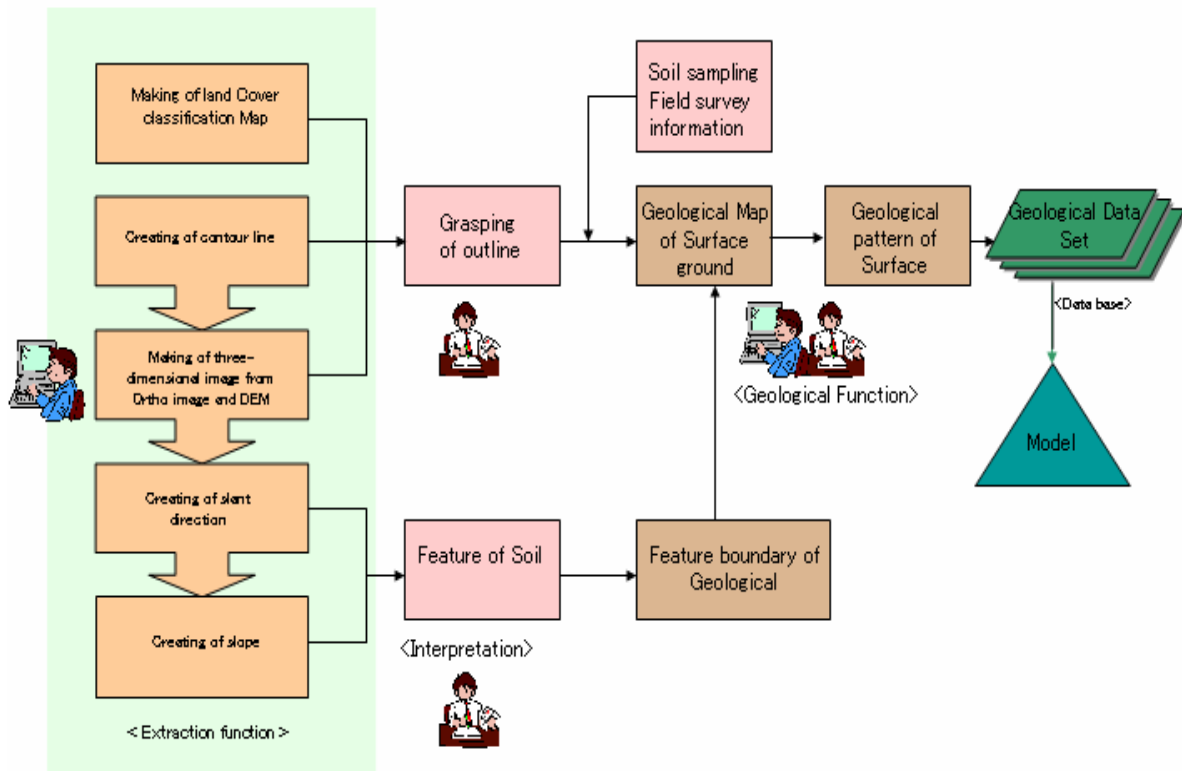 Making of land Cover
classification Map
Creating of contour line
Making of three-
dimensional image from
Ortho image and DEM
Creating of slant
direction
Creating of slope
< Extraction function >
Grasping
of outline
Feature of Soil
<Interpretation>
Soil sampling
Field survey
information
Geological Map
of Surface
ground
<Geological Function>
Feature boundary of
Geological
Geological
pattern of
Surface
Geological Data
Set
<Data base>
Model